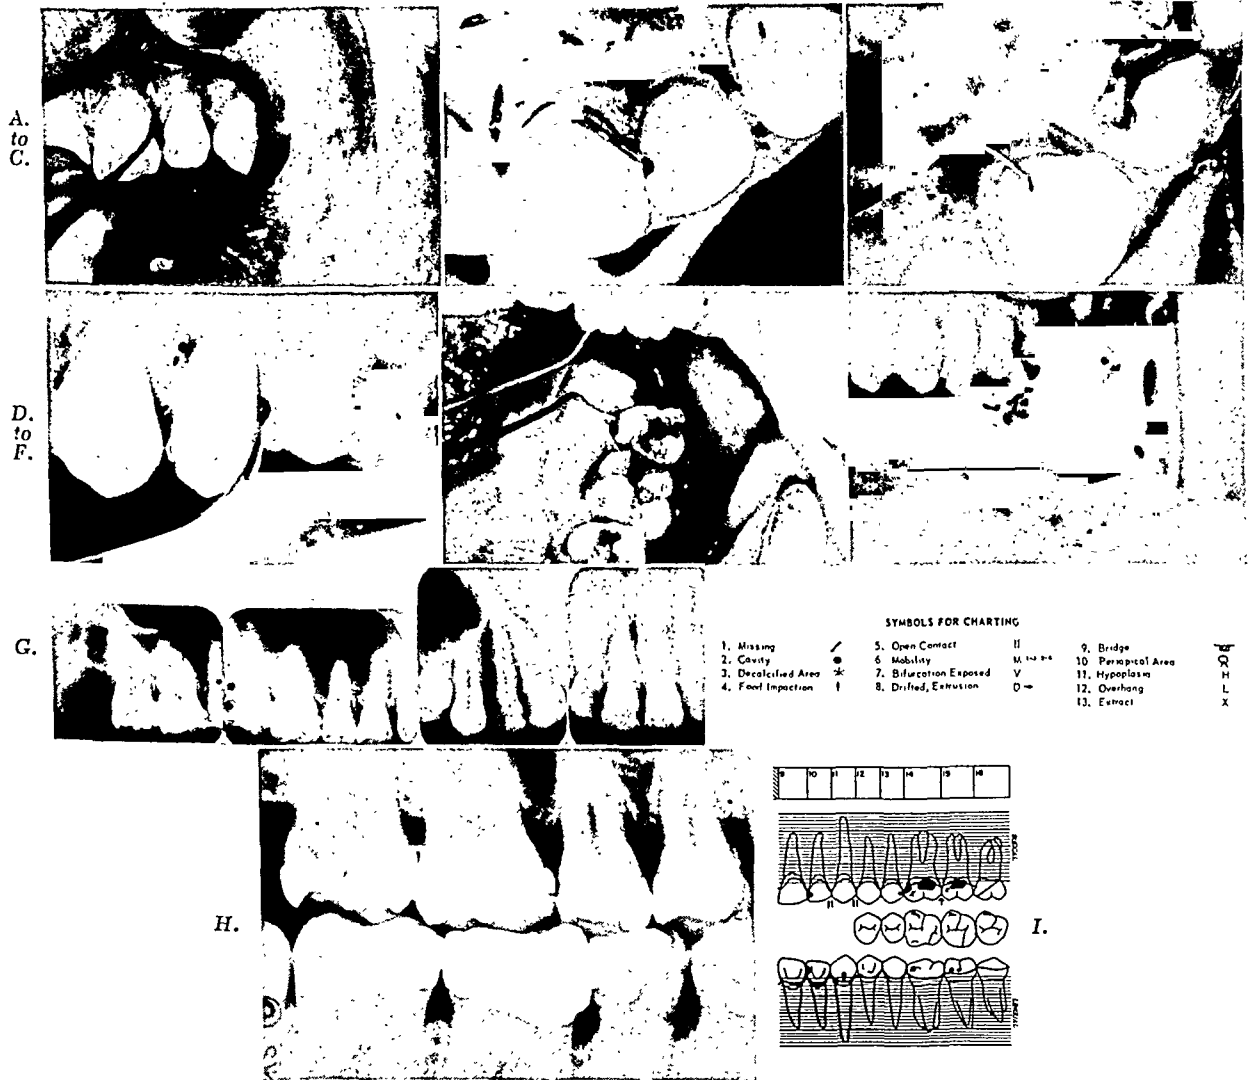 A.
to
C.
D.
to
F.
G.
SYMBOLS FOR CHARTING
1. Missing
2. Cavity
3. Decalcified Area
4. Food Impaction
5. Open Contact
6 Mobility
7. Bifurcation Exposed V
8. Drifted, Extrusion D
9. Bridge
10 Periapical Area
11. Hypoplasia H
12. Overhang L
13. Extract X
H.
9 10 11 12 13 14 15 16
I.